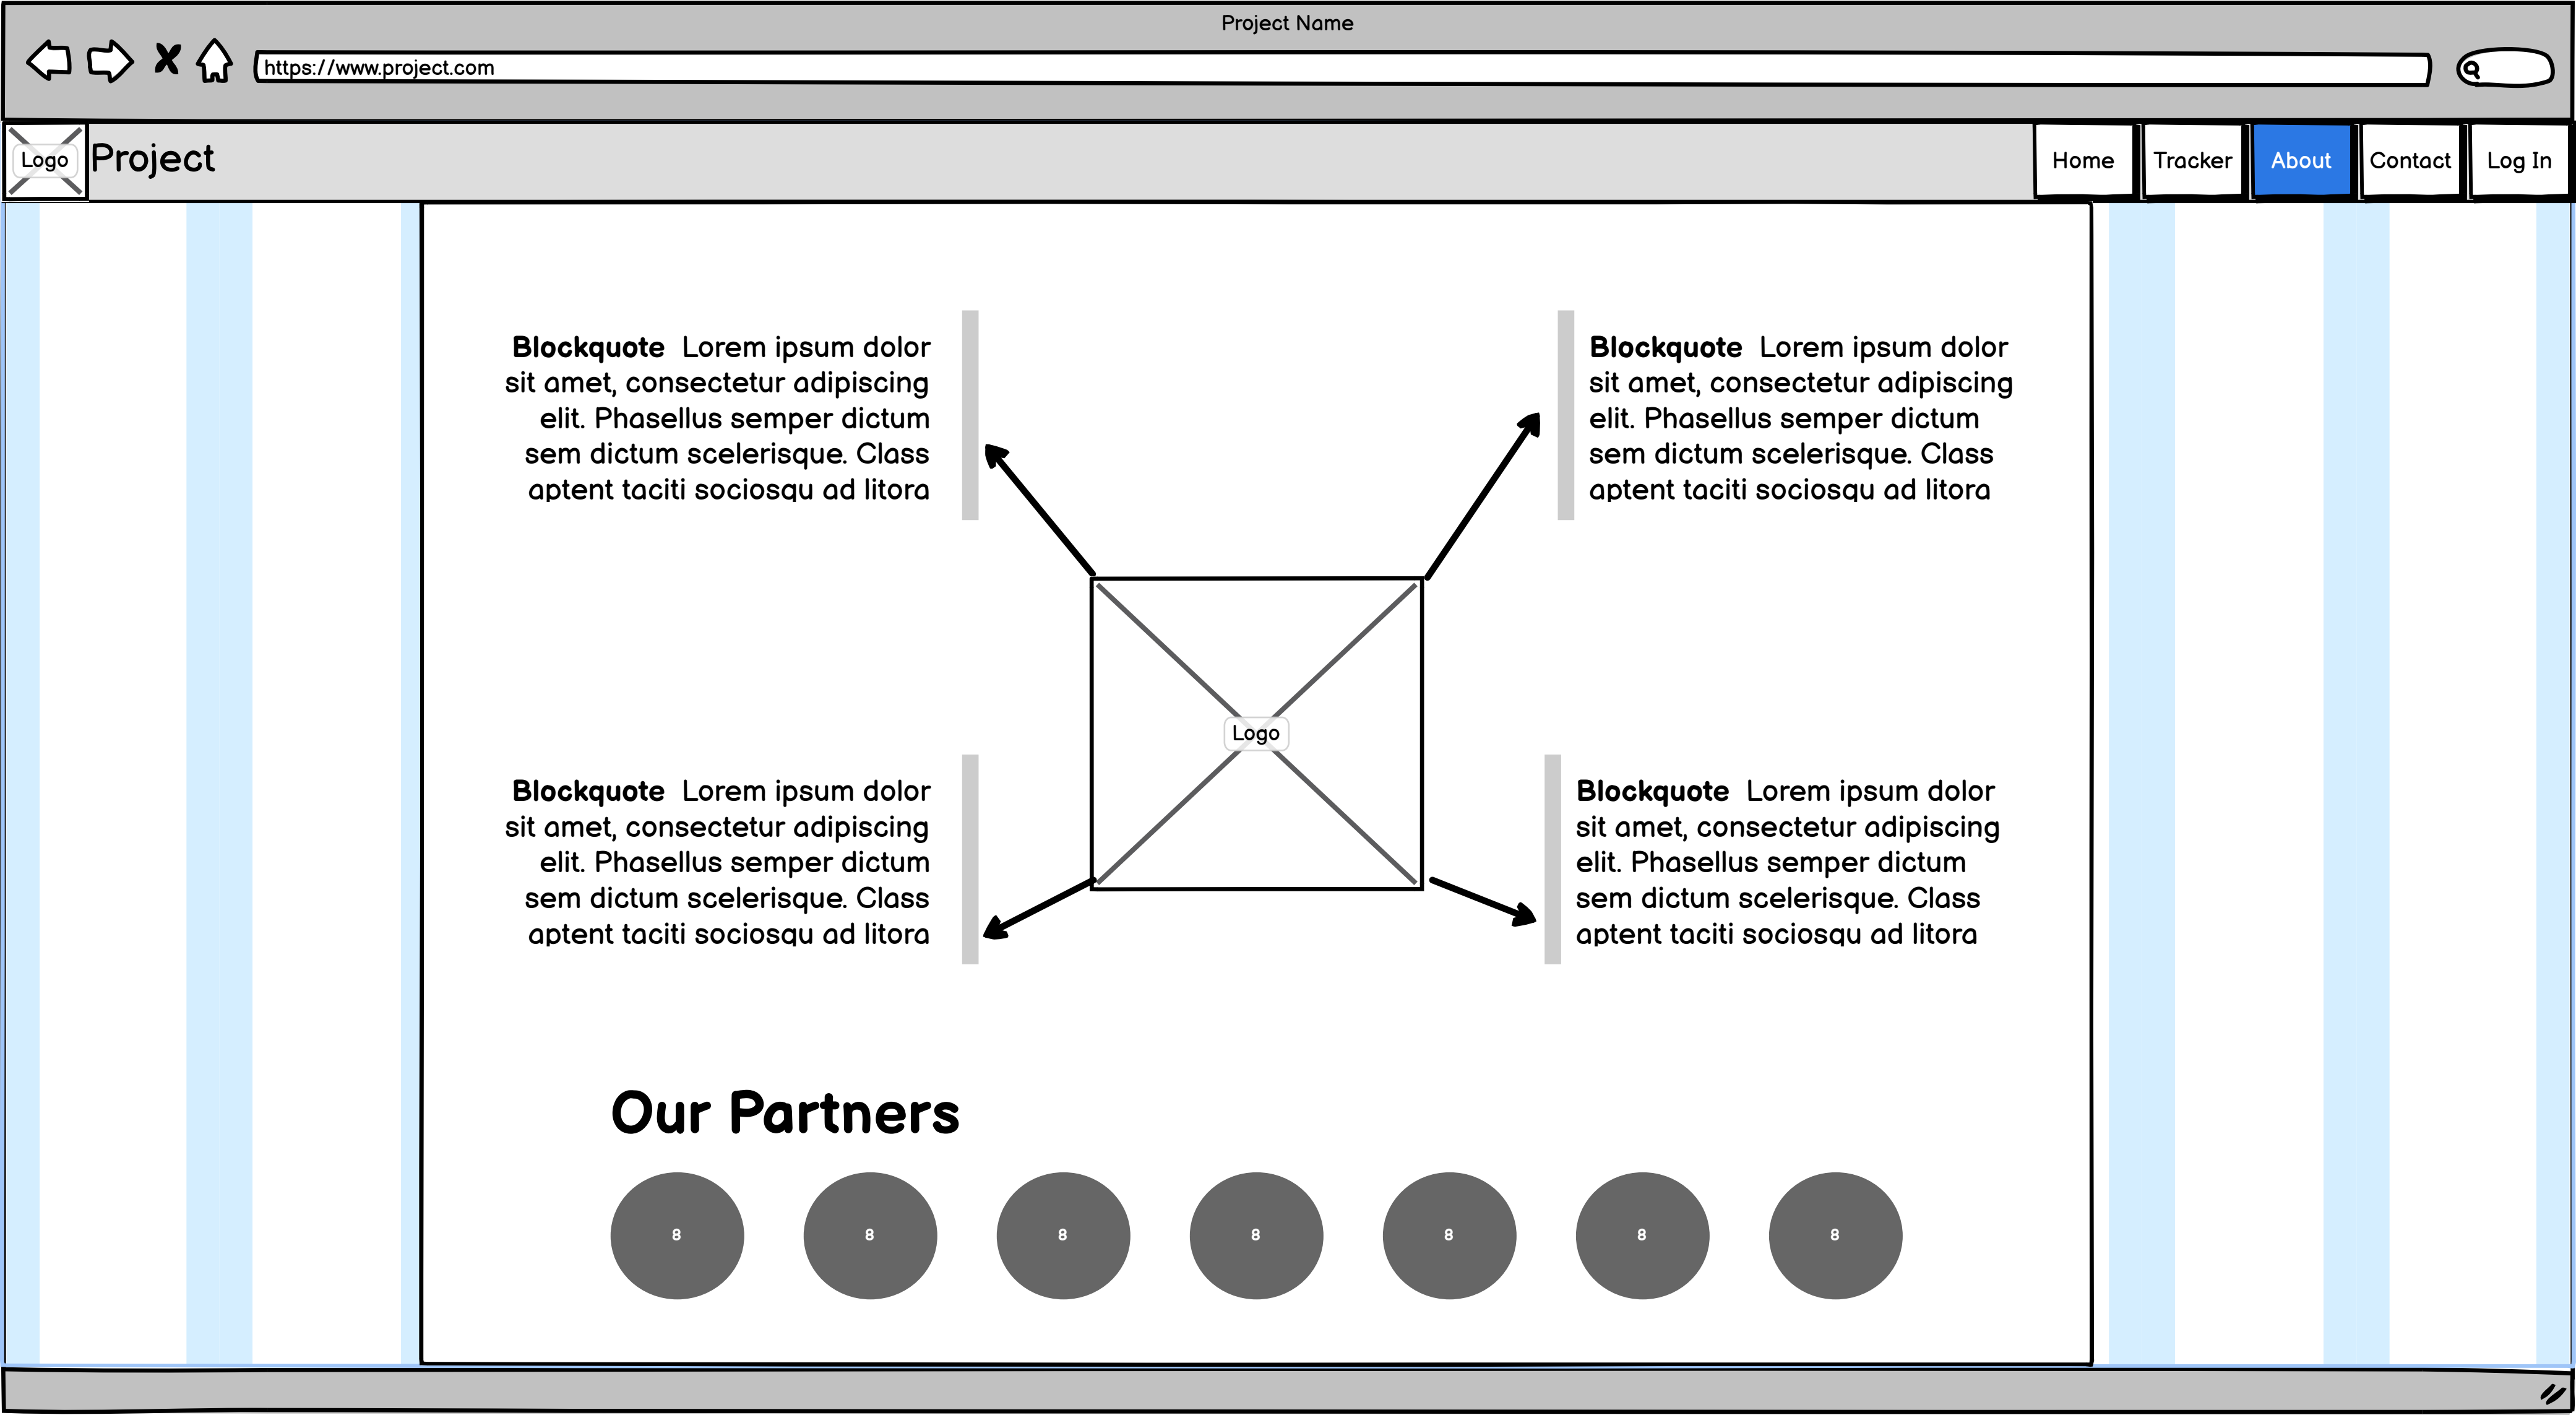 Project Name
https://www.project.com
Logo
Project
Home
Tracker
About
Contact
Log In
Blockquote Lorem ipsum dolor
sit amet, consectetur adipiscing
elit. Phasellus semper dictum
sem dictum scelerisque. Class
aptent taciti sociosqu ad litora
Blockquote Lorem ipsum dolor
sit amet, consectetur adipiscing
elit. Phasellus semper dictum
sem dictum scelerisque. Class
aptent taciti sociosqu ad litora
Logo
Blockquote Lorem ipsum dolor
sit amet, consectetur adipiscing
elit. Phasellus semper dictum
sem dictum scelerisque. Class
aptent taciti sociosqu ad litora
Blockquote Lorem ipsum dolor
sit amet, consectetur adipiscing
elit. Phasellus semper dictum
sem dictum scelerisque. Class
aptent taciti sociosqu ad litora
Our Partners
8
8
8
8
8
8
8